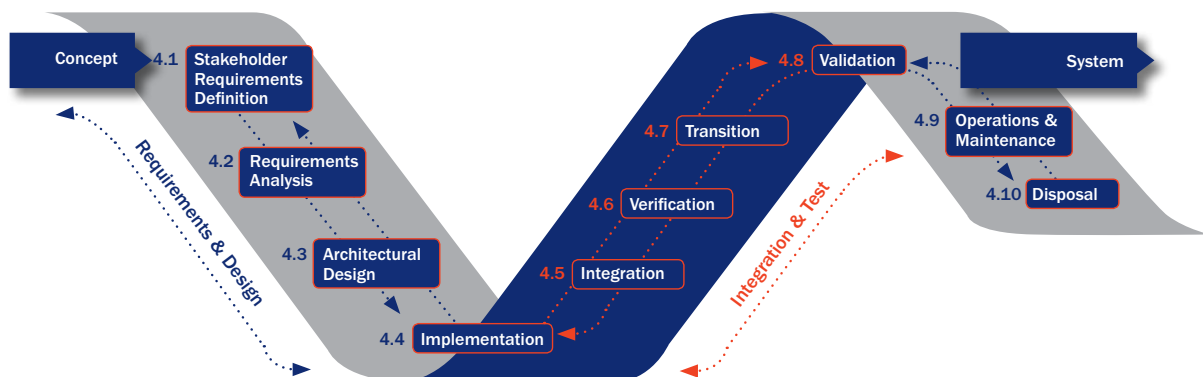 Concept
4.1
Stakeholder
Requirements
Definition
4.2
Requirements
Analysis
4.3
Architectural
Design
4.4
Implementation
Requirements & Design
4.5
Integration
4.6
Verification
4.7
Transition
4.8
Validation
Integration & Test
System
4.9
Operations &
Maintenance
4.10
Disposal